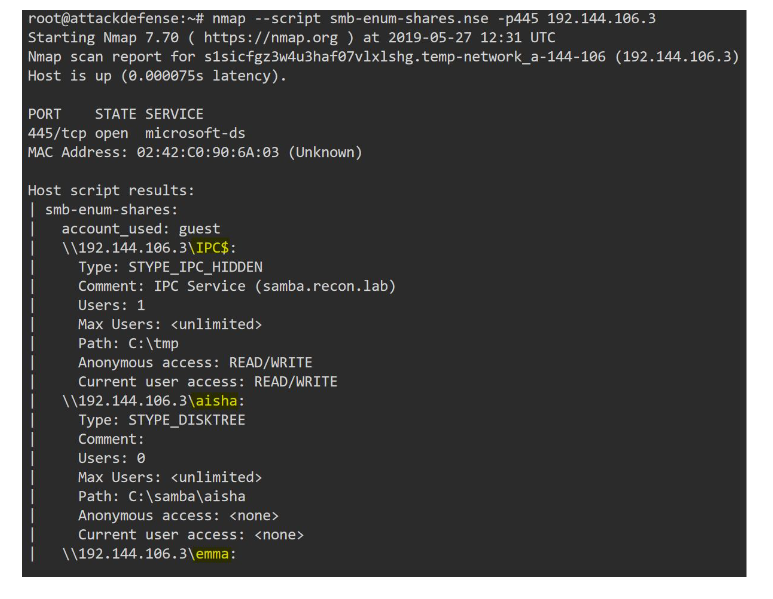 root@attackdefense:~# nmap --script smb-enum-shares.nse -p445 192.144.106.3
Starting Nmap 7.70 ( https://nmap.org ) at 2019-05-27 12:31 UTC
Nmap scan report for s1sicfgz3w4u3haf07vlxlshg.temp-network_a-144-106 (192.144.106.3)
Host is up (0.000075s latency).

PORT    STATE SERVICE
445/tcp open  microsoft-ds
MAC Address: 02:42:C0:90:6A:03 (Unknown)

Host script results:
| smb-enum-shares:
|   account_used: guest
|   \\192.144.106.3\IPC$:
|     Type: STYPE_IPC_HIDDEN
|     Comment: IPC Service (samba.recon.lab)
|     Users: 1
|     Max Users: <unlimited>
|     Path: C:\tmp
|     Anonymous access: READ/WRITE
|     Current user access: READ/WRITE
|   \\192.144.106.3\aisha:
|     Type: STYPE_DISKTREE
|     Comment:
|     Users: 0
|     Max Users: <unlimited>
|     Path: C:\samba\aisha
|     Anonymous access: <none>
|     Current user access: <none>
|   \\192.144.106.3\emma: